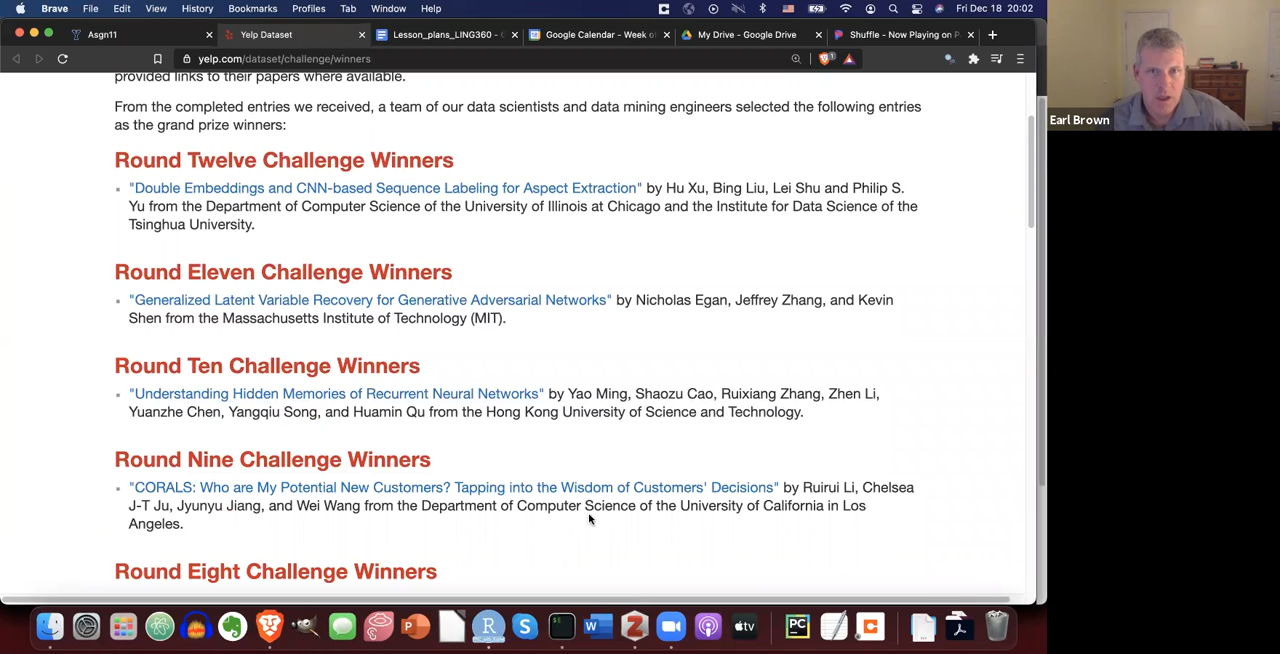 Brave File Edit View History Bookmarks Profiles Tab Window Help Fri Dec 18 20:02
Asgn11 Yelp Dataset Lesson_plans_LING360 - Google Calendar - Week o My Drive - Google Drive Shuffle - Now Playing on P
yelp.com/dataset/challenge/winners
Earl Brown
provided links to their papers where available.
From the completed entries we received, a team of our data scientists and data mining engineers selected the following entries
as the grand prize winners:
Round Twelve Challenge Winners
"Double Embeddings and CNN-based Sequence Labeling for Aspect Extraction" by Hu Xu, Bing Liu, Lei Shu and Philip S.
Yu from the Department of Computer Science of the University of Illinois at Chicago and the Institute for Data Science of the
Tsinghua University.
Round Eleven Challenge Winners
"Generalized Latent Variable Recovery for Generative Adversarial Networks" by Nicholas Egan, Jeffrey Zhang, and Kevin
Shen from the Massachusetts Institute of Technology (MIT).
Round Ten Challenge Winners
"Understanding Hidden Memories of Recurrent Neural Networks" by Yao Ming, Shaozu Cao, Ruixiang Zhang, Zhen Li,
Yuanzhe Chen, Yangqiu Song, and Huamin Qu from the Hong Kong University of Science and Technology.
Round Nine Challenge Winners
"CORALS: Who are My Potential New Customers? Tapping into the Wisdom of Customers' Decisions" by Ruirui Li, Chelsea
J-T Ju, Jyunyu Jiang, and Wei Wang from the Department of Computer Science of the University of California in Los
Angeles.
Round Eight Challenge Winners